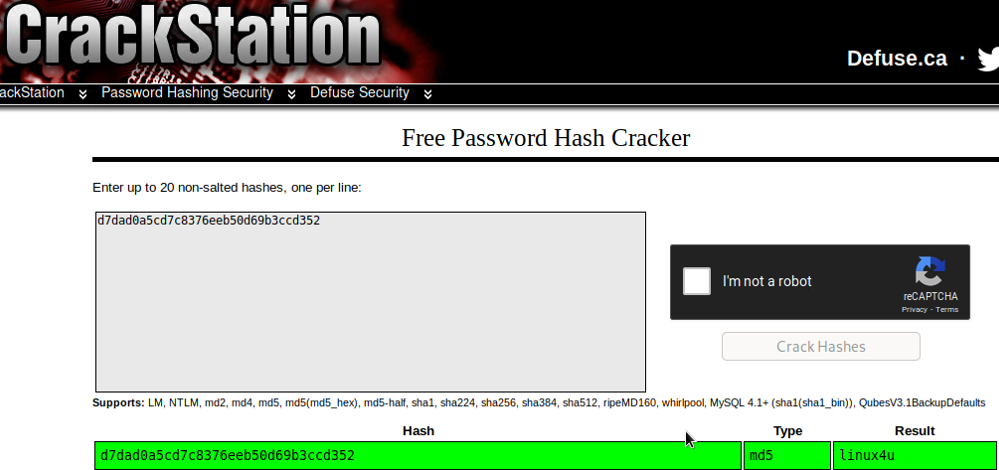 CrackStation
Defuse.ca ·
ackStation Password Hashing Security Defuse Security
Free Password Hash Cracker
Enter up to 20 non-salted hashes, one per line:
d7dad0a5cd7c8376eeb50d69b3ccd352
I'm not a robot
reCAPTCHA
Privacy - Terms
Crack Hashes
Supports: LM, NTLM, md2, md4, md5, md5(md5_hex), md5-half, sha1, sha224, sha256, sha384, sha512, ripeMD160, whirlpool, MySQL 4.1+ (sha1(sha1_bin)), QubesV3.1BackupDefaults
Hash Type Result
d7dad0a5cd7c8376eeb50d69b3ccd352 md5 linux4u